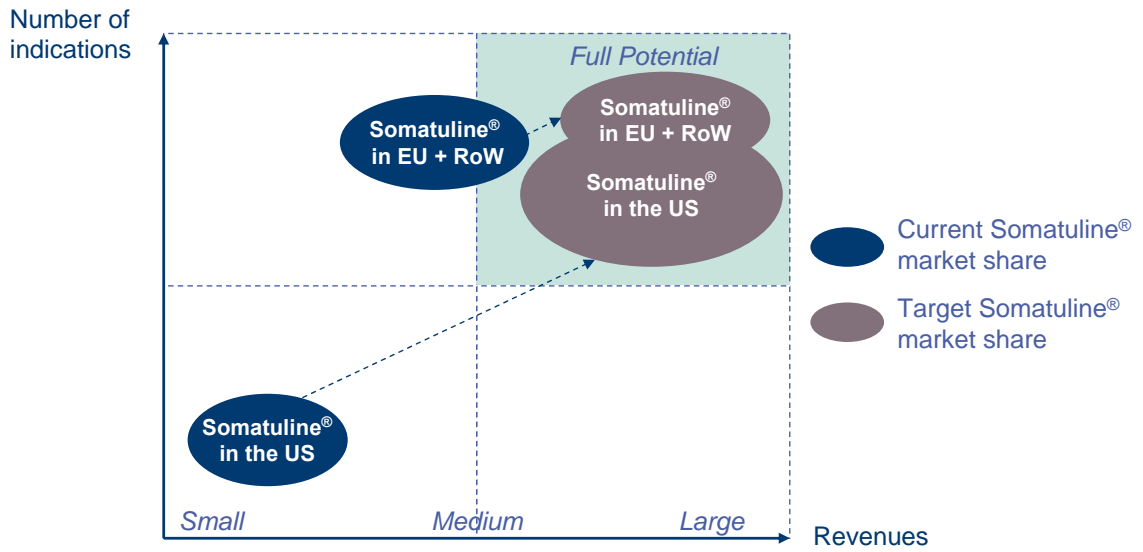 Number of
indications
Full Potential
Somatuline®
in EU + RoW
Somatuline®
in EU + RoW
Somatuline®
in the US
Current Somatuline®
market share
Target Somatuline®
market share
Somatuline®
in the US
Small
Medium
Large
Revenues